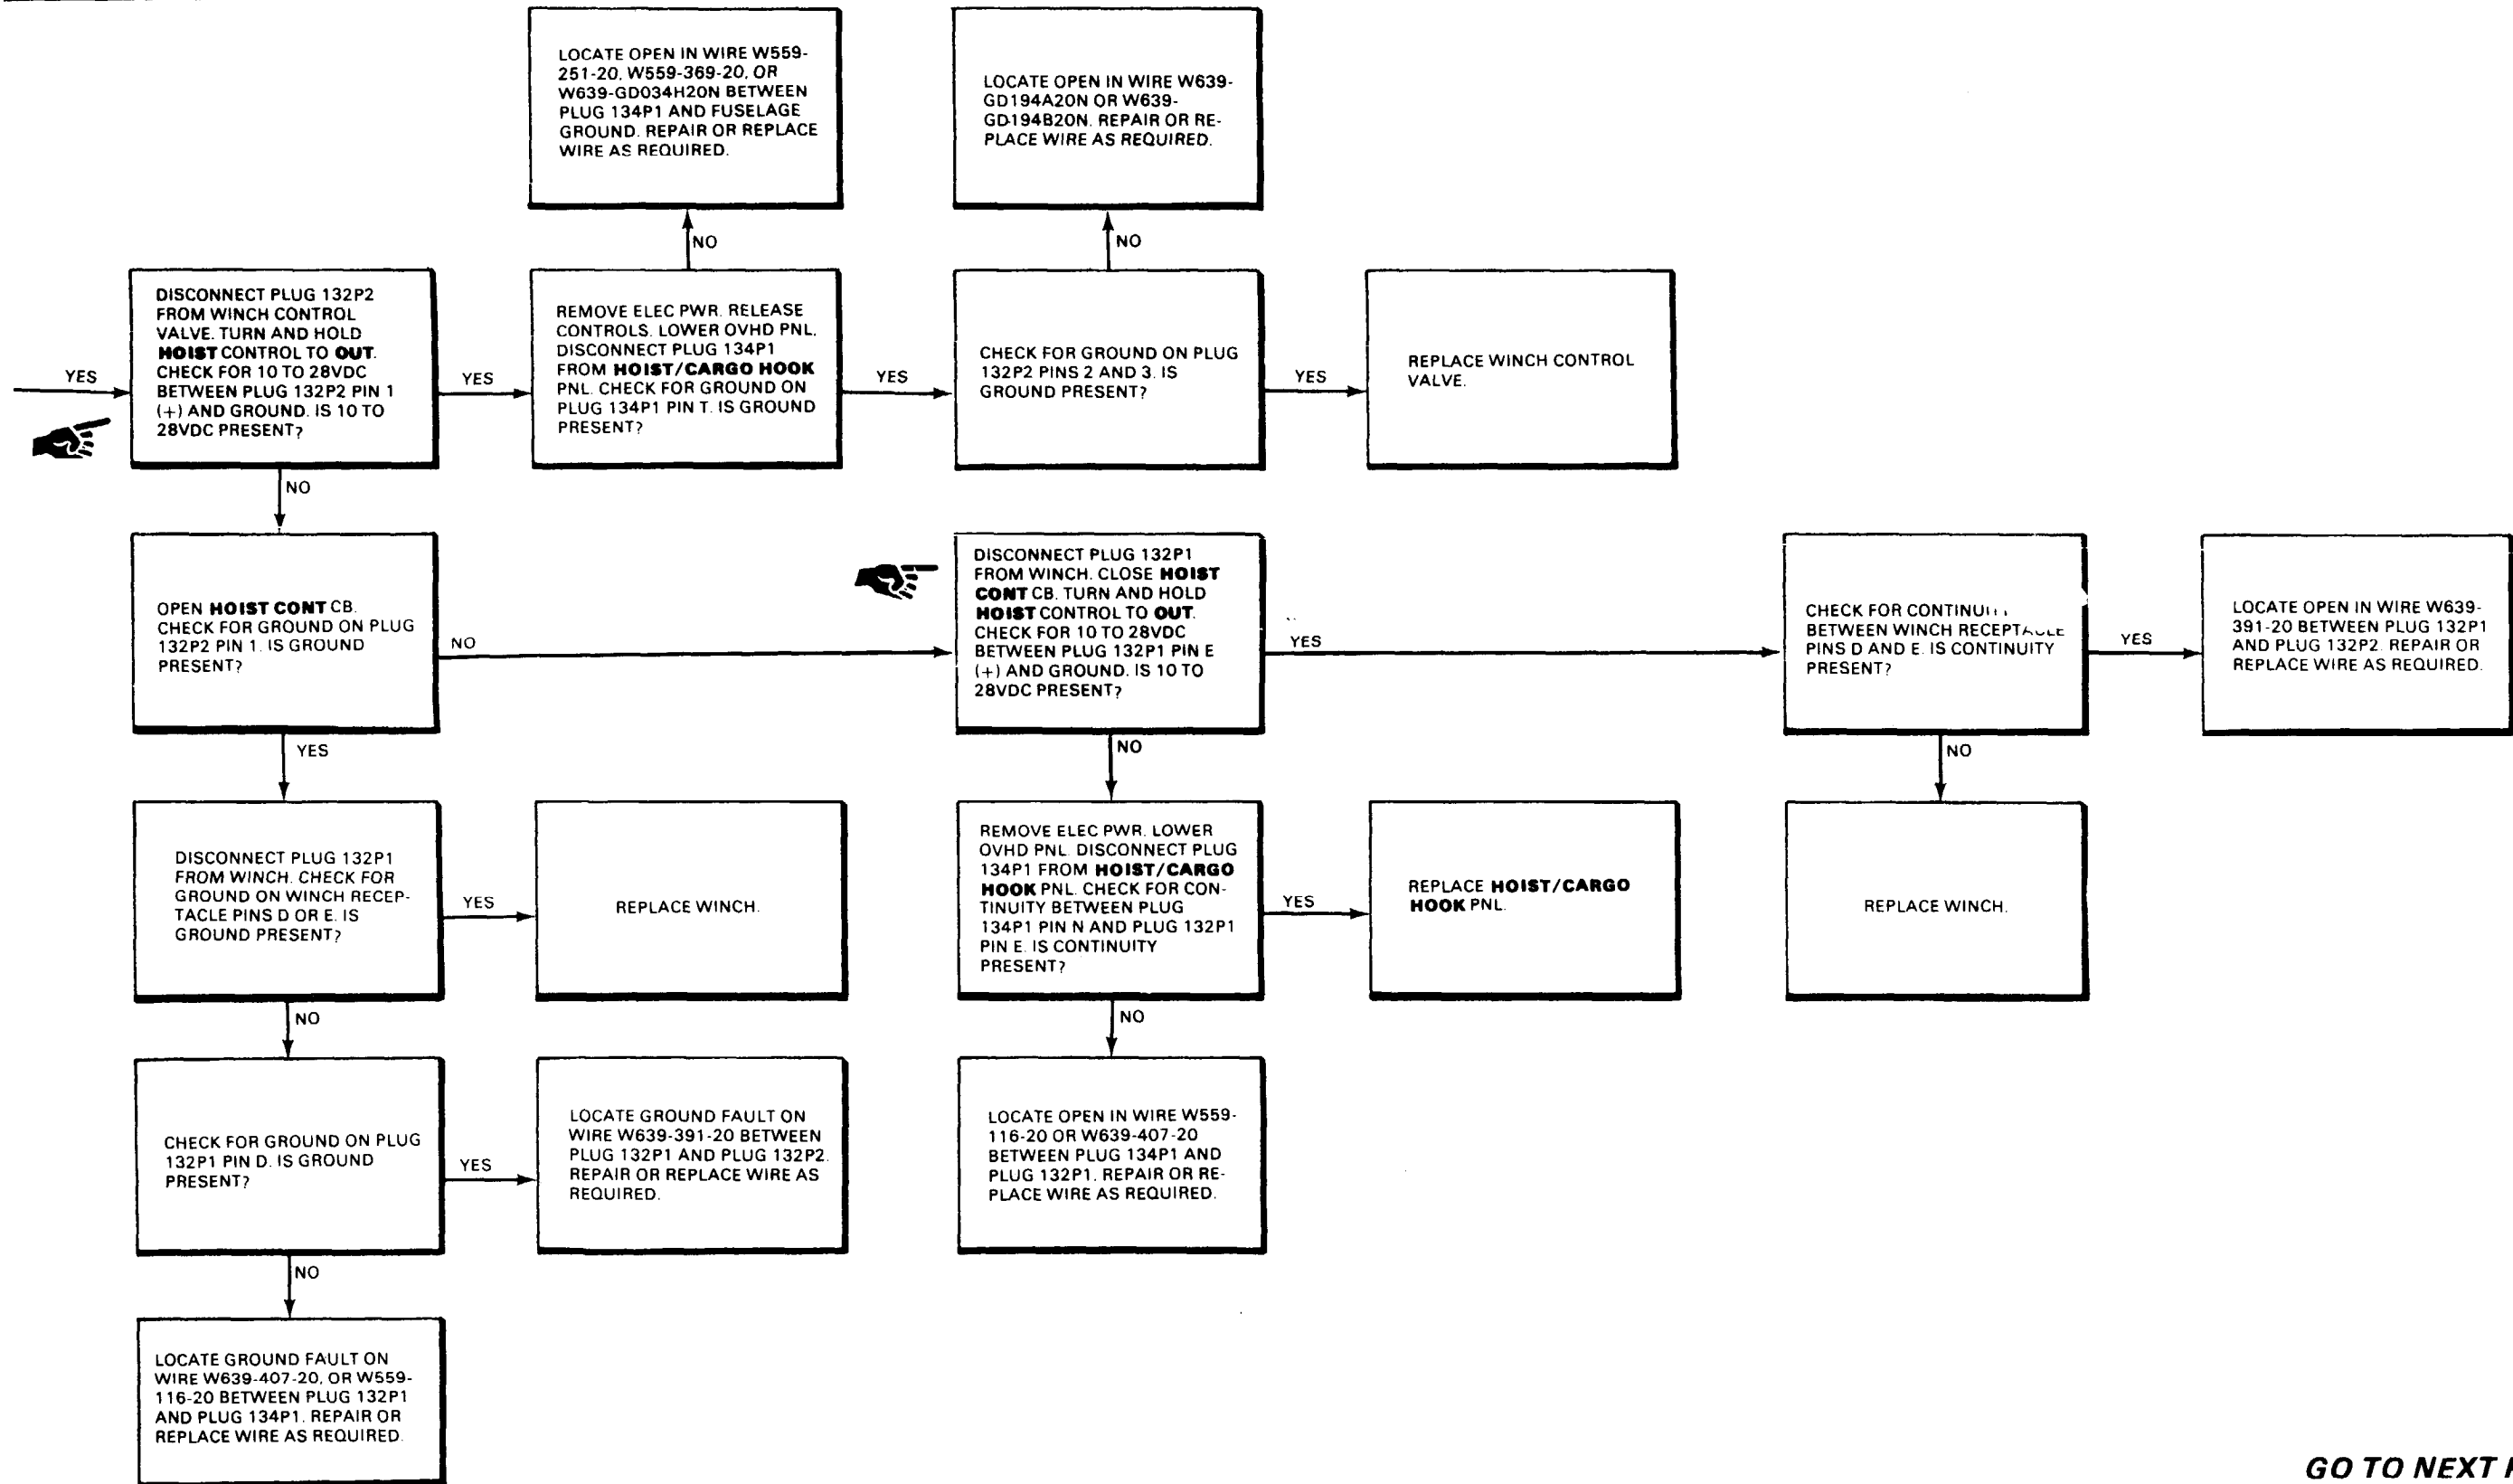 LOCATE OPEN IN WIRE W559-
251-20, W559-369-20, OR
W639-GD034H20N BETWEEN
PLUG 134P1 AND FUSELAGE
GROUND. REPAIR OR REPLACE
WIRE AS REQUIRED.
LOCATE OPEN IN WIRE W639-
GD194A20N OR W639-
GD194B20N. REPAIR OR RE-
PLACE WIRE AS REQUIRED.
NO
NO
YES
DISCONNECT PLUG 132P2
FROM WINCH CONTROL
VALVE. TURN AND HOLD
HOIST CONTROL TO OUT.
CHECK FOR 10 TO 28VDC
BETWEEN PLUG 132P2 PIN 1
(+) AND GROUND. IS 10 TO
28VDC PRESENT?
YES
REMOVE ELEC PWR. RELEASE
CONTROLS. LOWER OVHD PNL.
DISCONNECT PLUG 134P1
FROM HOIST/CARGO HOOK
PNL. CHECK FOR GROUND ON
PLUG 134P1 PIN T. IS GROUND
PRESENT?
YES
CHECK FOR GROUND ON PLUG
132P2 PINS 2 AND 3. IS
GROUND PRESENT?
YES
REPLACE WINCH CONTROL
VALVE.
NO
OPEN HOIST CONT CB.
CHECK FOR GROUND ON PLUG
132P2 PIN 1. IS GROUND
PRESENT?
NO
DISCONNECT PLUG 132P1
FROM WINCH. CLOSE HOIST
CONT CB. TURN AND HOLD
HOIST CONTROL TO OUT.
CHECK FOR 10 TO 28VDC
BETWEEN PLUG 132P1 PIN E
(+) AND GROUND. IS 10 TO
28VDC PRESENT?
YES
CHECK FOR
BETWEEN WINCH RECEPTACLE
PINS D AND E. IS CONTINUITY
PRESENT?
YES
LOCATE OPEN IN WIRE W639-
391-20 BETWEEN PLUG 132P1
AND PLUG 132P2. REPAIR OR
REPLACE WIRE AS REQUIRED.
YES
NO
NO
DISCONNECT PLUG 132P1
FROM WINCH. CHECK FOR
GROUND ON WINCH RECEP-
TACLE PINS D OR E. IS
GROUND PRESENT?
YES
REPLACE WINCH.
REMOVE ELEC PWR. LOWER
OVHD PNL. DISCONNECT PLUG
134P1 FROM HOIST/CARGO
HOOK PNL. CHECK FOR CON-
TINUITY BETWEEN PLUG
134P1 PIN N AND PLUG 132P1
PIN E. IS CONTINUITY
PRESENT?
YES
REPLACE HOIST/CARGO
HOOK PNL.
REPLACE WINCH.
NO
NO
CHECK FOR GROUND ON PLUG
132P1 PIN D. IS GROUND
PRESENT?
YES
LOCATE GROUND FAULT ON
WIRE W639-391-20 BETWEEN
PLUG 132P1 AND PLUG 132P2.
REPAIR OR REPLACE WIRE AS
REQUIRED.
LOCATE OPEN IN WIRE W559-
116-20 OR W639-407-20
BETWEEN PLUG 134P1 AND
PLUG 132P1. REPAIR OR RE-
PLACE WIRE AS REQUIRED.
NO
LOCATE GROUND FAULT ON
WIRE W639-407-20, OR W559-
116-20 BETWEEN PLUG 132P1
AND PLUG 134P1. REPAIR OR
REPLACE WIRE AS REQUIRED.
GO TO NEXT